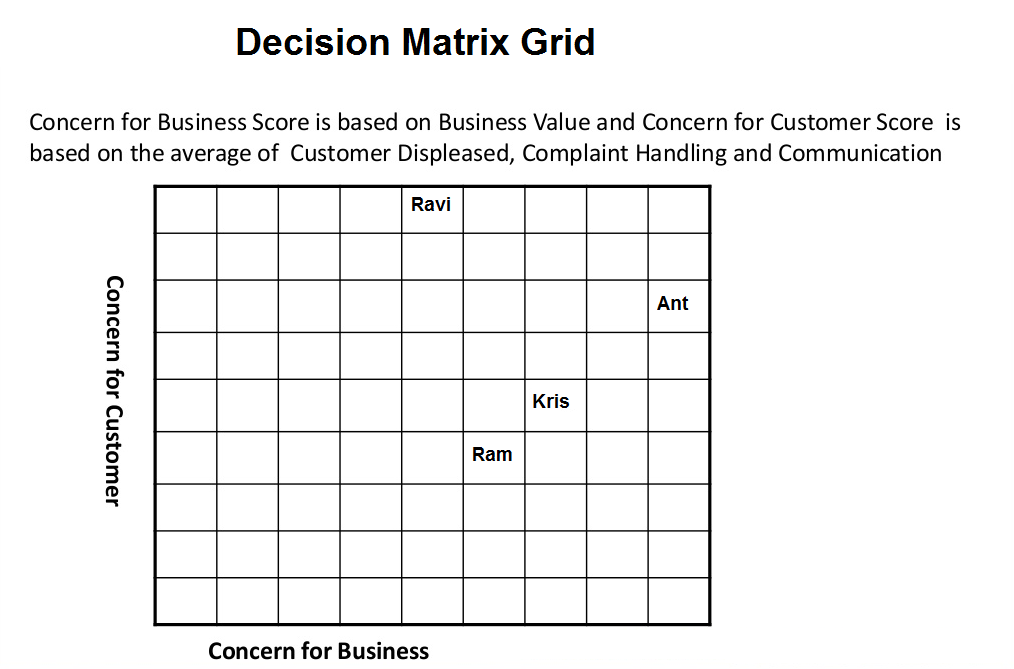 Decision Matrix Grid
Concern for Business Score is based on Business Value and Concern for Customer Score is
based on the average of Customer Displeased, Complaint Handling and Communication
Ravi
Concern for Customer
Ant
Kris
Ram
Concern for Business